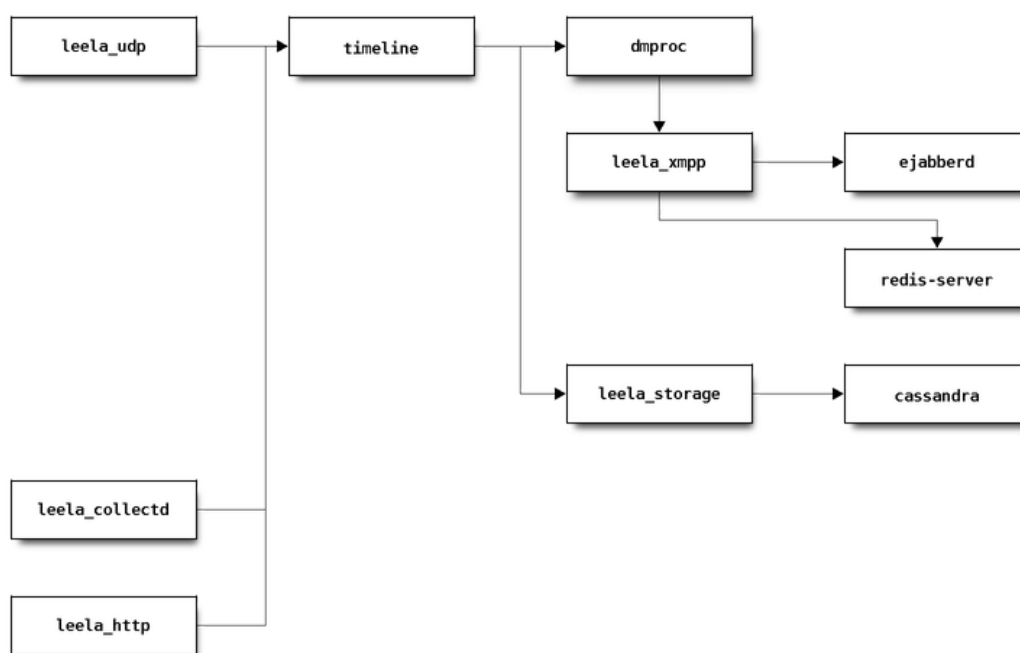 leela_udp
timeline
dmproc
leela_xmpp
ejabberd
redis-server
leela_storage
cassandra
leela_collectd
leela_http